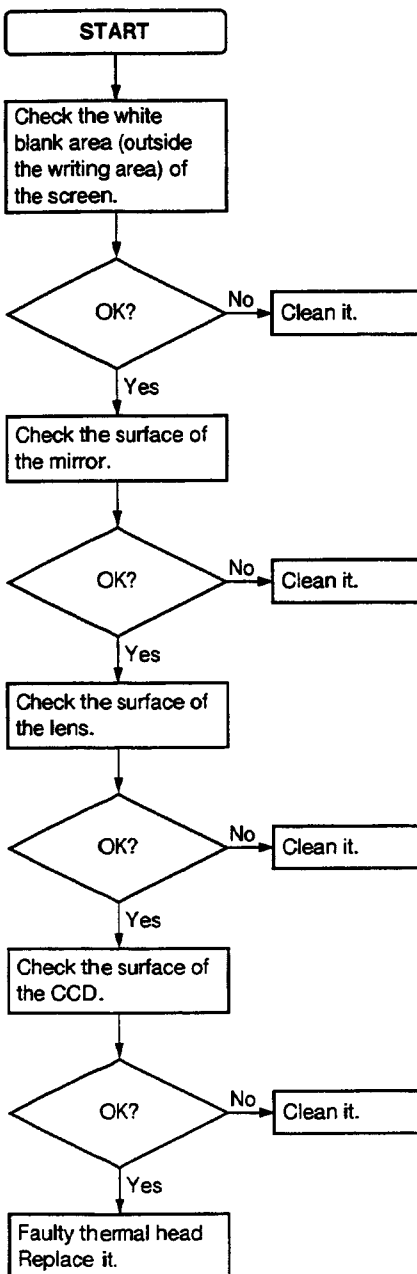 START
Check the white
blank area (outside
the writing area) of
the screen.
OK?
No
Clean it.
Yes
Check the surface of
the mirror.
OK?
No
Clean it.
Yes
Check the surface of
the lens.
OK?
No
Clean it.
Yes
Check the surface of
the CCD.
OK?
No
Clean it.
Yes
Faulty thermal head
Replace it.